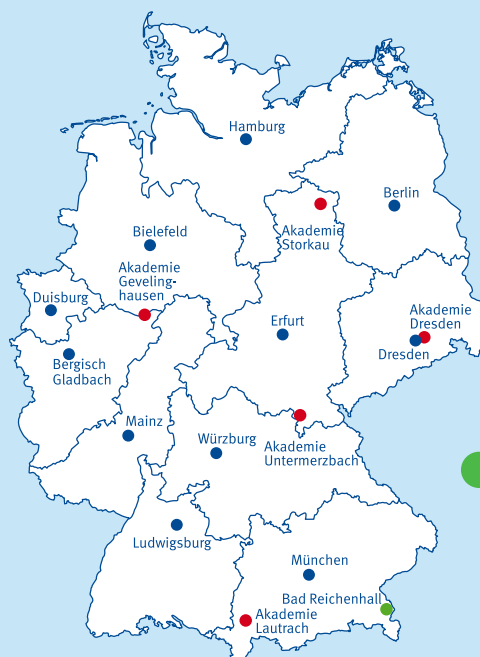 Hamburg
Berlin
Akademie
Storkau
Bielefeld
Akademie
Geveling-
hausen
Duisburg
Erfurt
Akademie
Dresden
Dresden
Bergisch
Gladbach
Mainz
Würzburg
Akademie
Untermerzbach
Ludwigsburg
München
Bad Reichenhall
Akademie
Lautrach